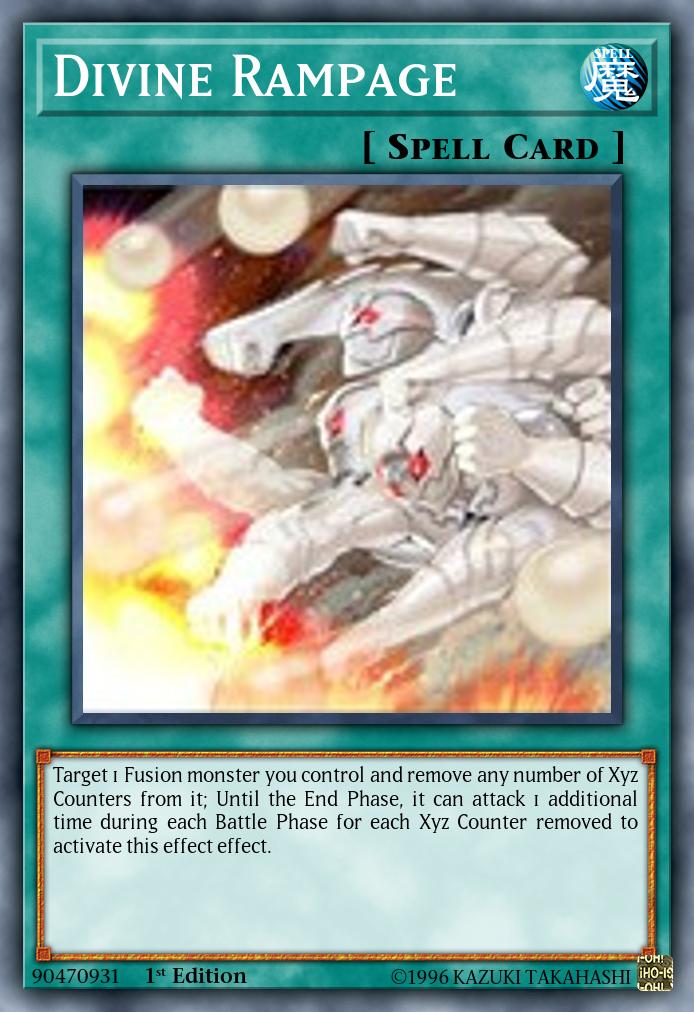 DIVINE RAMPAGE
SPELL
魔
[ SPELL CARD ]
Target 1 Fusion monster you control and remove any number of Xyz
Counters from it; Until the End Phase, it can attack 1 additional
time during each Battle Phase for each Xyz Counter removed to
activate this effect effect.
90470931 1st Edition ©1996 KAZUKI TAKAHASHI